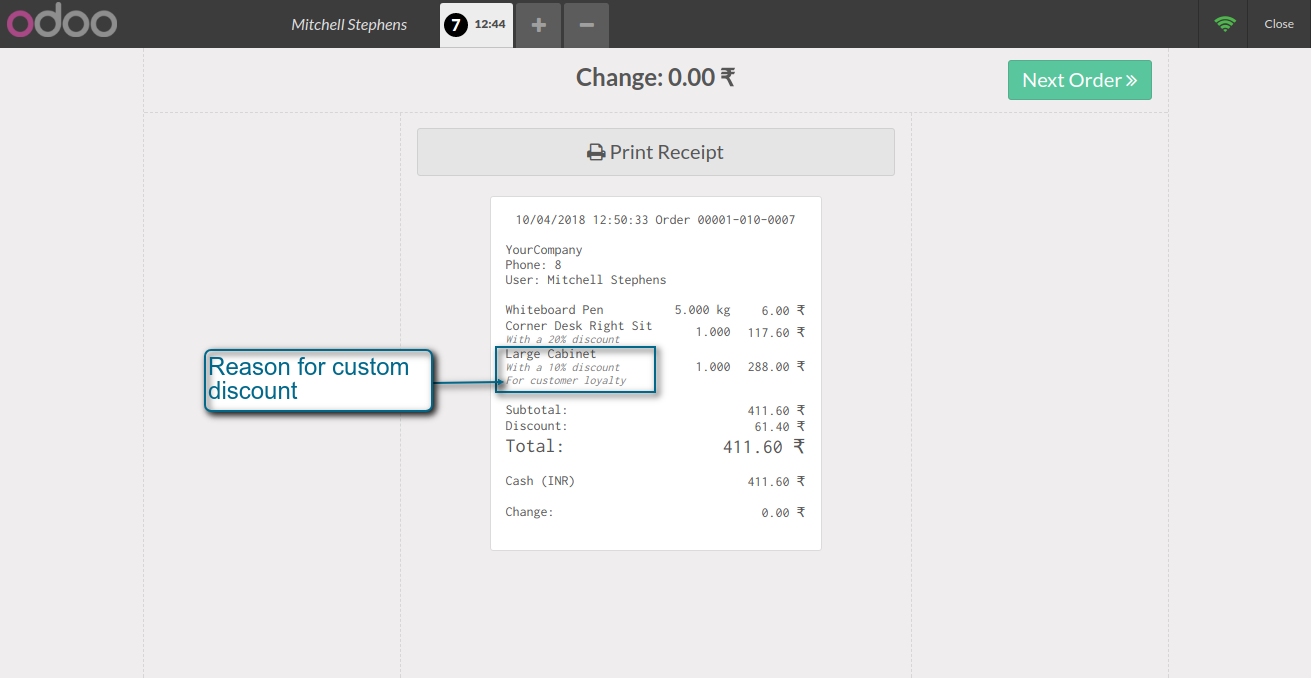 odoo Mitchell Stephens 7 12:44 + − Close
Change: 0.00 ₹
Next Order »
Print Receipt
10/04/2018 12:50:33 Order 00001-010-0007
YourCompany
Phone: 8
User: Mitchell Stephens
Whiteboard Pen 5.000 kg 6.00 ₹
Corner Desk Right Sit 1.000 117.60 ₹
With a 20% discount
Large Cabinet
With a 10% discount 1.000 288.00 ₹
For customer loyalty
Reason for custom
discount
Subtotal: 411.60 ₹
Discount: 61.40 ₹
Total: 411.60 ₹
Cash (INR) 411.60 ₹
Change: 0.00 ₹